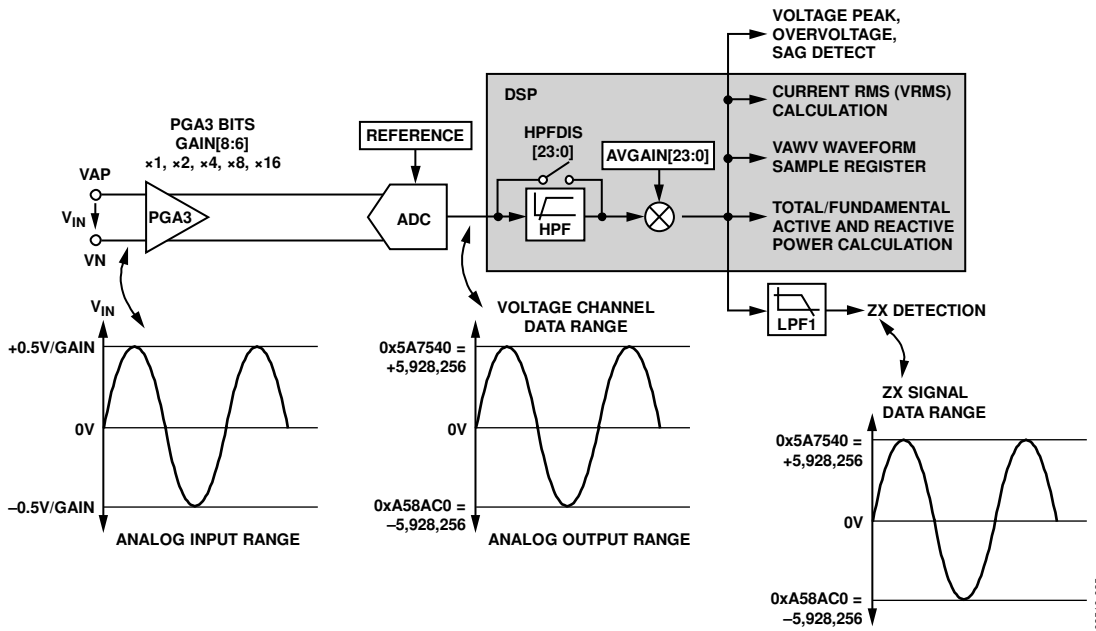 VOLTAGE PEAK,
OVERVOLTAGE,
SAG DETECT
DSP
CURRENT RMS (VRMS)
CALCULATION
PGA3 BITS
GAIN[8:6]
×1, ×2, ×4, ×8, ×16
REFERENCE
HPFDIS
[23:0]
AVGAIN[23:0]
VAWV WAVEFORM
SAMPLE REGISTER
VAP
VIN
VN
PGA3
ADC
HPF
TOTAL/FUNDAMENTAL
ACTIVE AND REACTIVE
POWER CALCULATION
LPF1
ZX DETECTION
VIN
+0.5V/GAIN
0V
–0.5V/GAIN
ANALOG INPUT RANGE
VOLTAGE CHANNEL
DATA RANGE
0x5A7540 =
+5,928,256
0V
0xA58AC0 =
–5,928,256
ANALOG OUTPUT RANGE
ZX SIGNAL
DATA RANGE
0x5A7540 =
+5,928,256
0V
0xA58AC0 =
–5,928,256